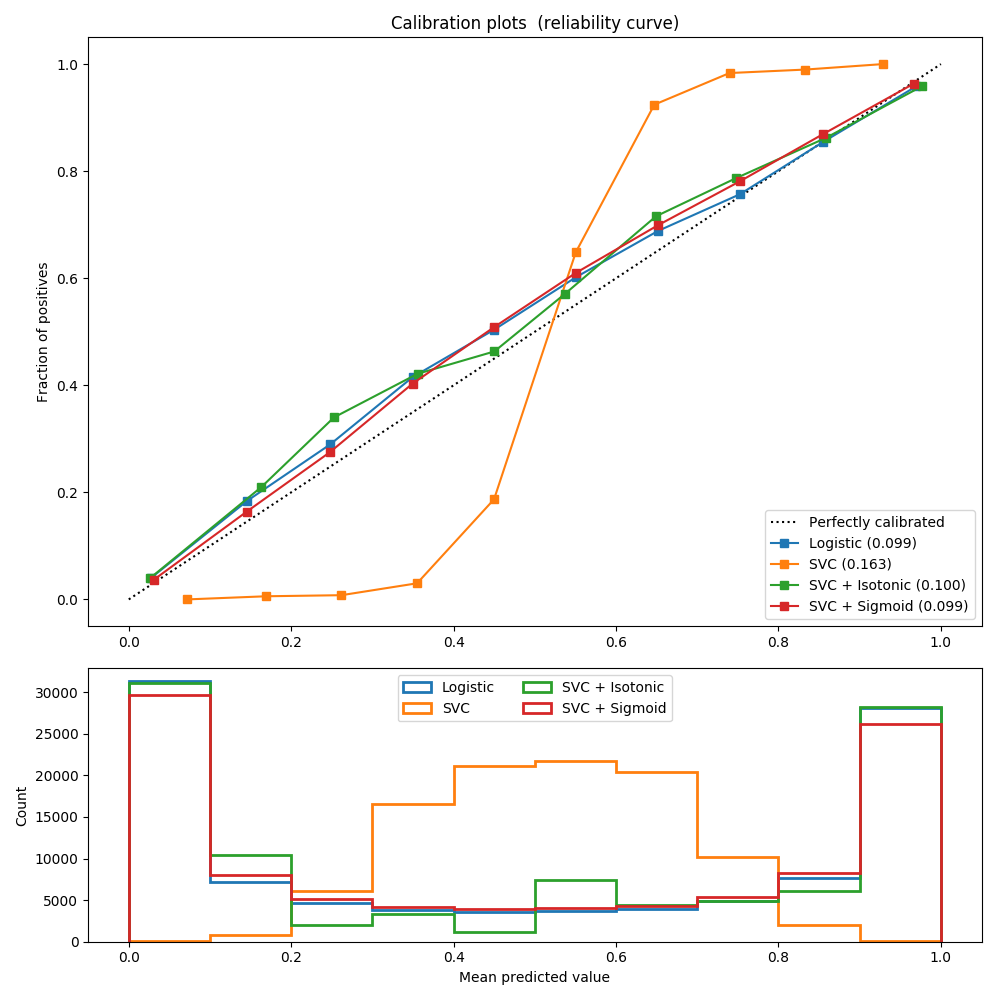 Calibration plots  (reliability curve)
1.0
0.8
0.6
0.4
0.2
0.0
Fraction of positives
Perfectly calibrated
Logistic (0.099)
SVC (0.163)
SVC + Isotonic (0.100)
SVC + Sigmoid (0.099)
0.0 0.2 0.4 0.6 0.8 1.0
Logistic SVC + Isotonic
SVC SVC + Sigmoid
30000
25000
20000
15000
10000
5000
0
Count
0.0 0.2 0.4 0.6 0.8 1.0
Mean predicted value